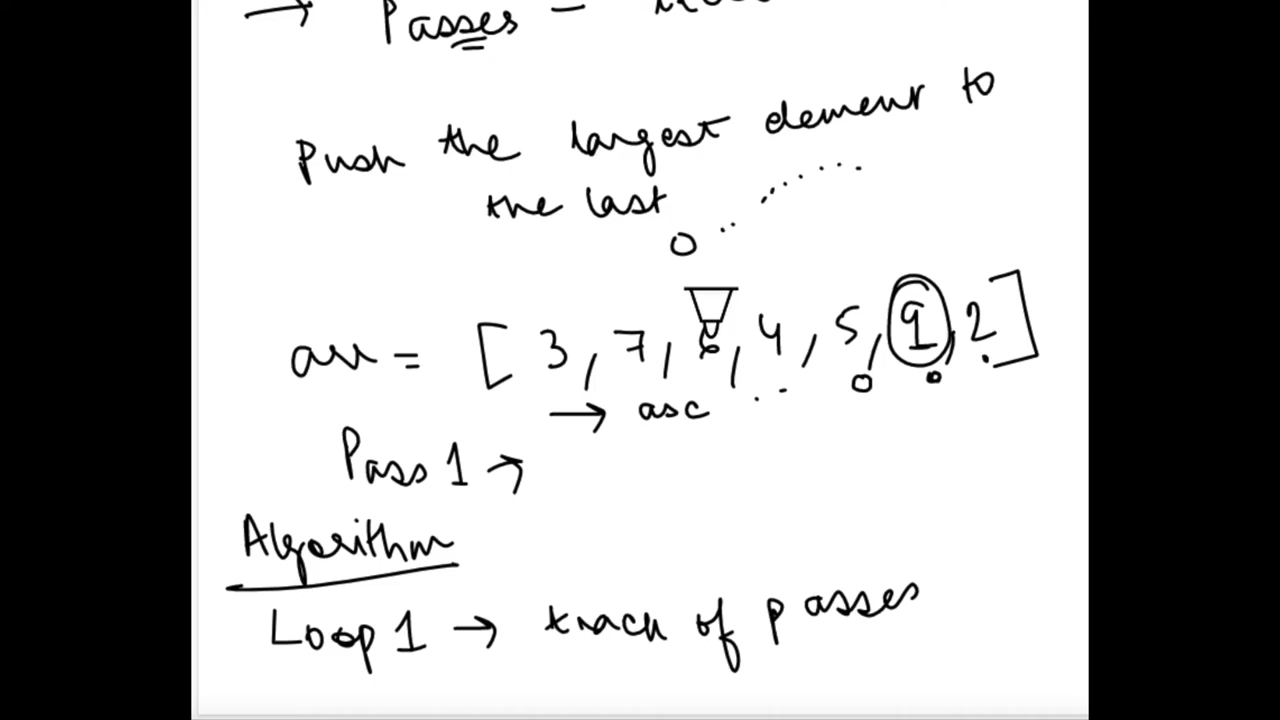 → Passes -
Push the largest element to
the last
arr = [ 3, 7, 6, 4, 5, 9, 2 ]
→ asc
Pass 1 →
Algorithm
Loop 1 → track of passes